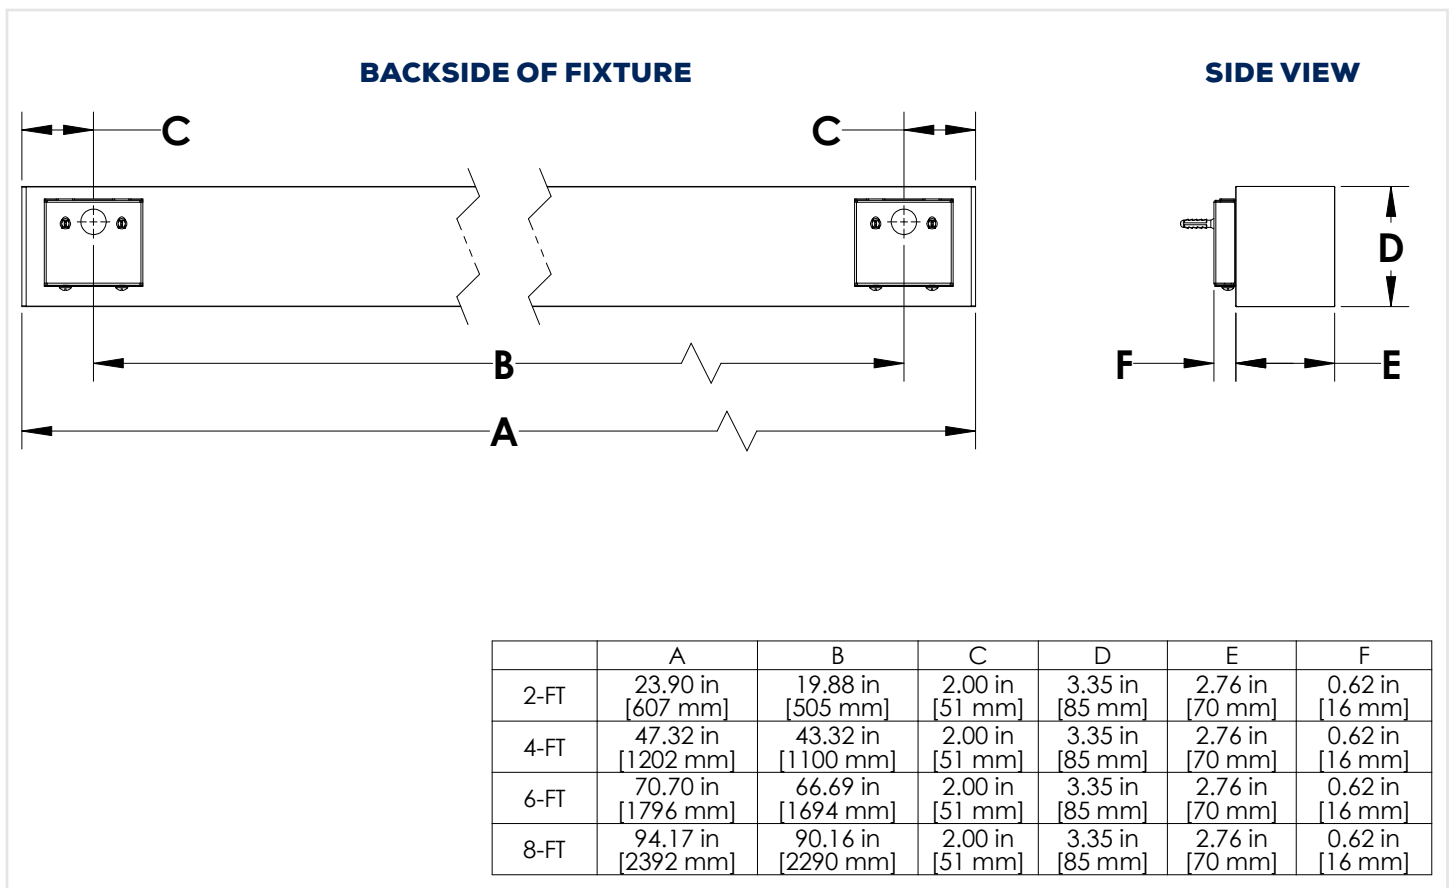 BACKSIDE OF FIXTURE
SIDE VIEW
C
C
D
B
F
E
A
A B C D E F
2-FT 23.90 in [607 mm] 19.88 in [505 mm] 2.00 in [51 mm] 3.35 in [85 mm] 2.76 in [70 mm] 0.62 in [16 mm]
4-FT 47.32 in [1202 mm] 43.32 in [1100 mm] 2.00 in [51 mm] 3.35 in [85 mm] 2.76 in [70 mm] 0.62 in [16 mm]
6-FT 70.70 in [1796 mm] 66.69 in [1694 mm] 2.00 in [51 mm] 3.35 in [85 mm] 2.76 in [70 mm] 0.62 in [16 mm]
8-FT 94.17 in [2392 mm] 90.16 in [2290 mm] 2.00 in [51 mm] 3.35 in [85 mm] 2.76 in [70 mm] 0.62 in [16 mm]